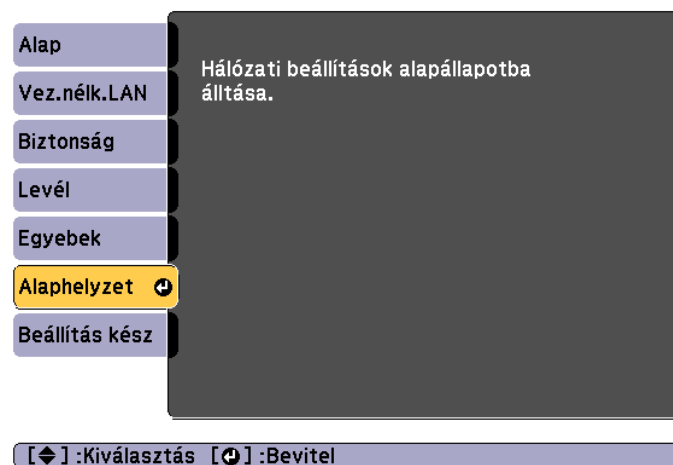 Alap
Vez.nélk.LAN
Biztonság
Levél
Egyebek
Alaphelyzet
Beállítás kész
Hálózati beállítások alapállapotba
álltása.
[◆] :Kiválasztás [⏎] :Bevitel